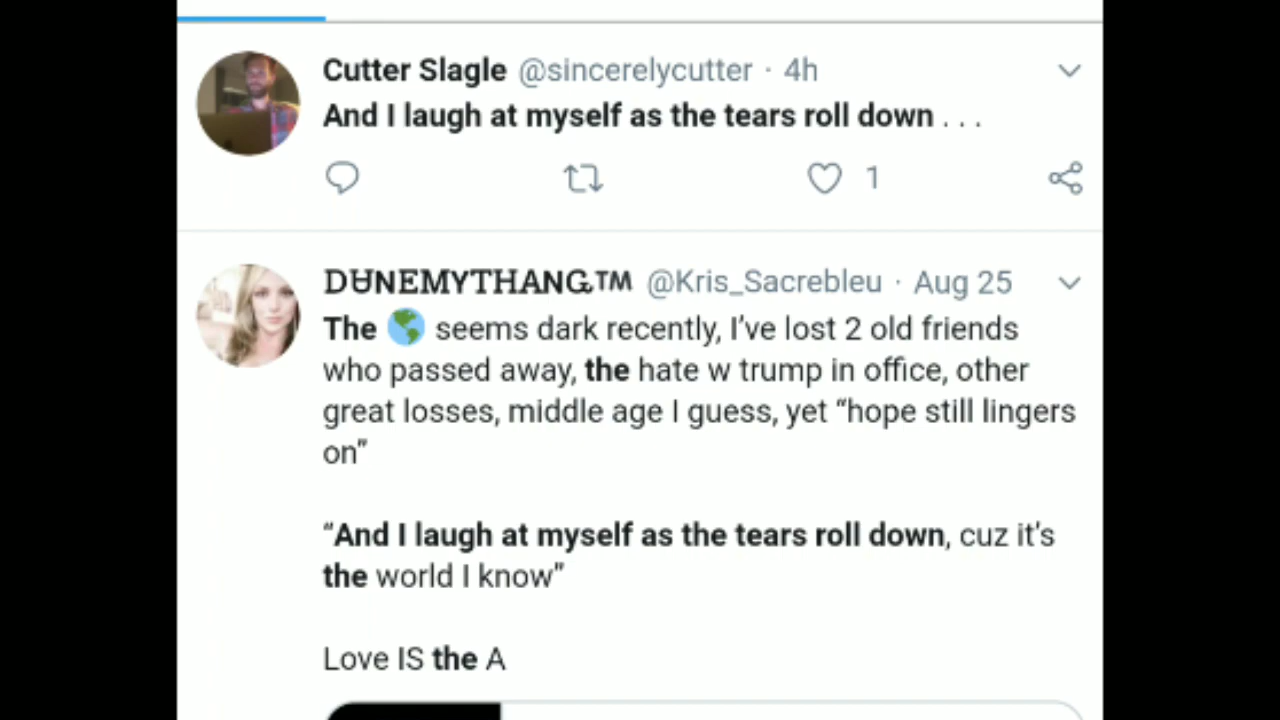 Cutter Slagle @sincerelycutter · 4h
And I laugh at myself as the tears roll down . . .
1
DɄNEMYTHANG™ @Kris_Sacrebleu · Aug 25
The 🌎 seems dark recently, I’ve lost 2 old friends
who passed away, the hate w trump in office, other
great losses, middle age I guess, yet “hope still lingers
on”
“And I laugh at myself as the tears roll down, cuz it’s
the world I know”
Love IS the A